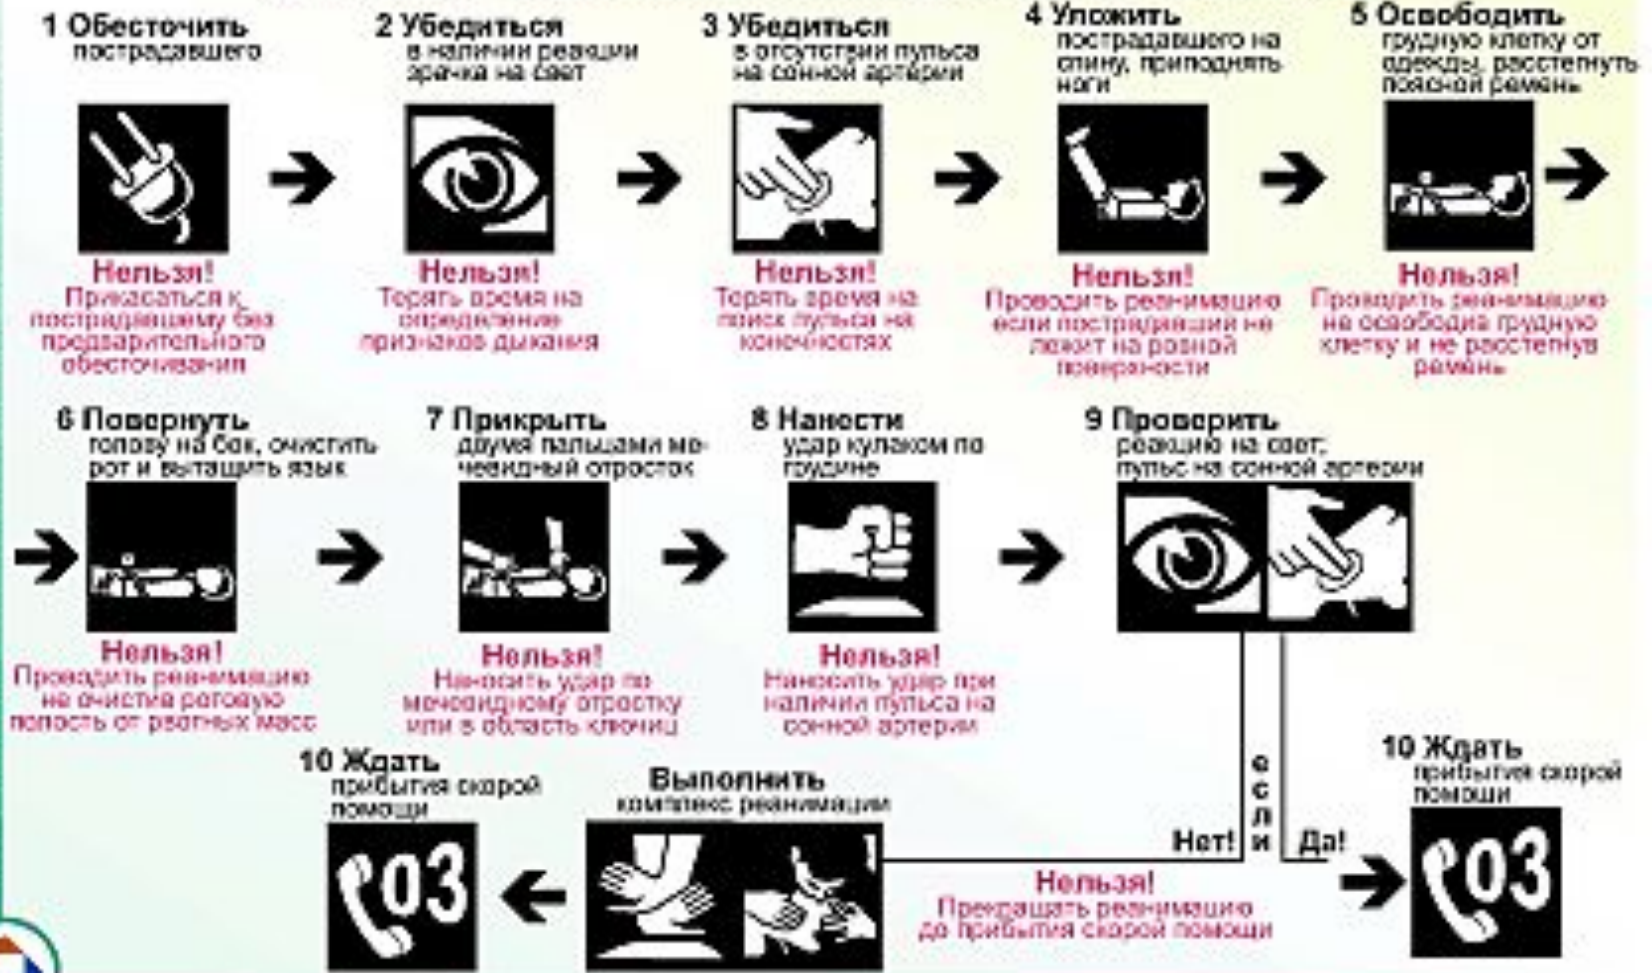 1 Обесточить
пострадавшего
2 Убедиться
в наличии реакции
зрачка на свет
3 Убедиться
в отсутствии пульса
на сонной артерии
4 Уложить
пострадавшего на
спину, приподнять
ноги
5 Освободить
грудную клетку от
одежды, расстегнуть
поясной ремень
Нельзя!
Прикасаться к
пострадавшему без
предварительного
обесточивания
Нельзя!
Терять время на
определение
признаков дыхания
Нельзя!
Терять время на
поиск пульса на
конечностях
Нельзя!
Проводить реанимацию
если пострадавший не
лежит на ровной
поверхности
Нельзя!
Проводить реанимацию
не освободив грудную
клетку и не расстегнув
ремень
6 Повернуть
голову на бок, очистить
рот и вытащить язык
7 Прикрыть
двумя пальцами ме-
чевидный отросток
8 Нанести
удар кулаком по
грудине
9 Проверить
реакцию на свет;
пульс на сонной артерии
Нельзя!
Проводить реанимацию
не очистив ротовую
полость от рвотных масс
Нельзя!
Наносить удар по
мечевидному отростку
или в область ключиц
Нельзя!
Наносить удар при
наличии пульса на
сонной артерии
10 Ждать
прибытия скорой
помощи
03
Выполнить
комплекс реанимации
Нет!
если
Да!
Нельзя!
Прекращать реанимацию
до прибытия скорой помощи
10 Ждать
прибытия скорой
помощи
03